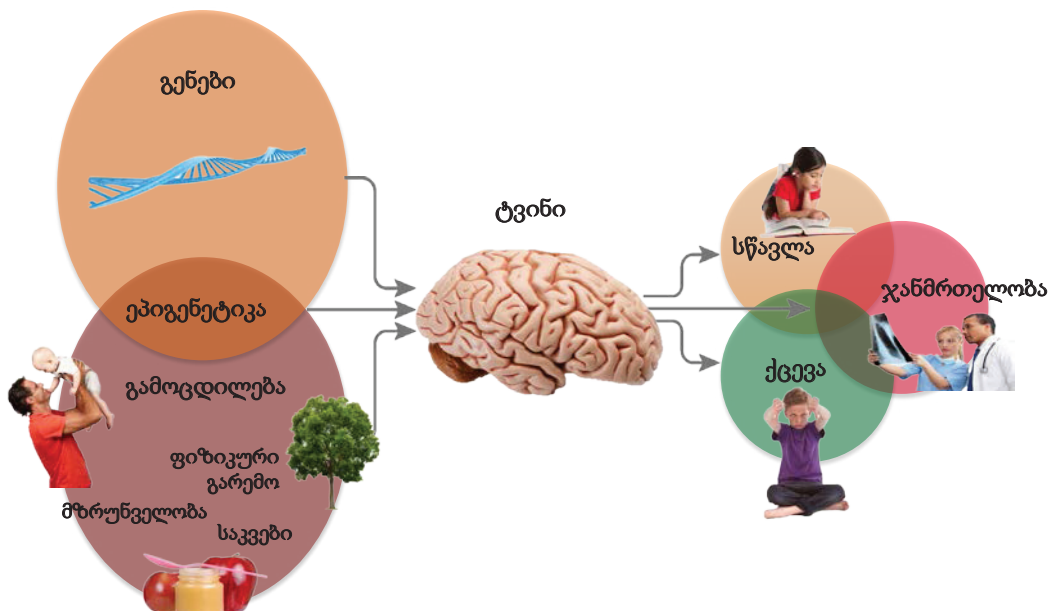 გენები
ეპიგენეტიკა
გამოცდილება
ფიზიკური
გარემო
მზრუნველობა
საკვები
ტვინი
სწავლა
ჯანმრთელობა
ქცევა